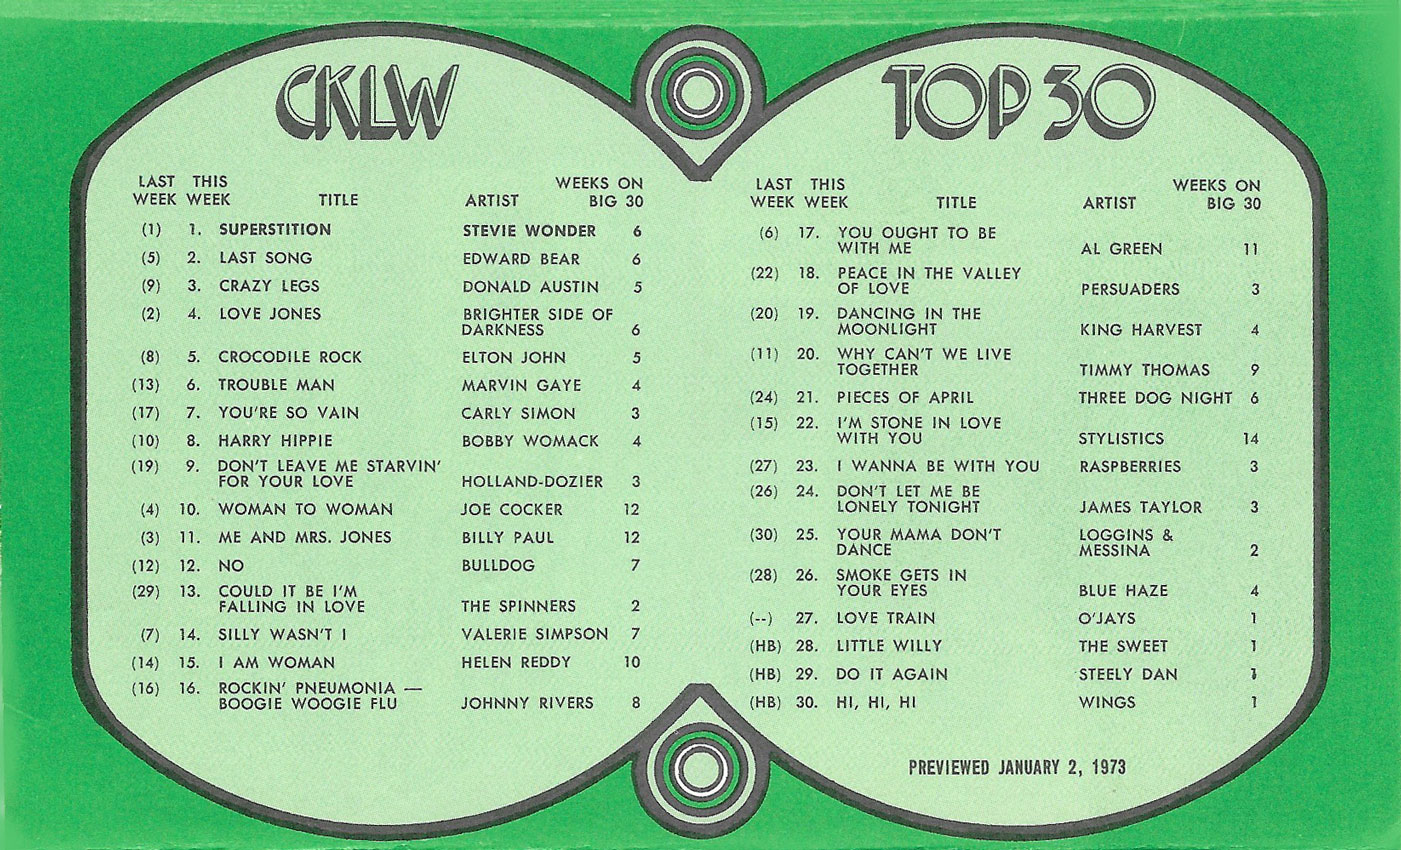 CKLW
LAST THIS WEEKS ON
WEEK WEEK TITLE ARTIST BIG 30
(1) 1. SUPERSTITION STEVIE WONDER 6
(5) 2. LAST SONG EDWARD BEAR 6
(9) 3. CRAZY LEGS DONALD AUSTIN 5
(2) 4. LOVE JONES BRIGHTER SIDE OF
DARKNESS 6
(8) 5. CROCODILE ROCK ELTON JOHN 5
(13) 6. TROUBLE MAN MARVIN GAYE 4
(17) 7. YOU'RE SO VAIN CARLY SIMON 3
(10) 8. HARRY HIPPIE BOBBY WOMACK 4
(19) 9. DON'T LEAVE ME STARVIN'
FOR YOUR LOVE HOLLAND-DOZIER 3
(4) 10. WOMAN TO WOMAN JOE COCKER 12
(3) 11. ME AND MRS. JONES BILLY PAUL 12
(12) 12. NO BULLDOG 7
(29) 13. COULD IT BE I'M
FALLING IN LOVE THE SPINNERS 2
(7) 14. SILLY WASN'T I VALERIE SIMPSON 7
(14) 15. I AM WOMAN HELEN REDDY 10
(16) 16. ROCKIN' PNEUMONIA —
BOOGIE WOOGIE FLU JOHNNY RIVERS 8
TOP 30
LAST THIS WEEKS ON
WEEK WEEK TITLE ARTIST BIG 30
(6) 17. YOU OUGHT TO BE
WITH ME AL GREEN 11
(22) 18. PEACE IN THE VALLEY
OF LOVE PERSUADERS 3
(20) 19. DANCING IN THE
MOONLIGHT KING HARVEST 4
(11) 20. WHY CAN'T WE LIVE
TOGETHER TIMMY THOMAS 9
(24) 21. PIECES OF APRIL THREE DOG NIGHT 6
(15) 22. I'M STONE IN LOVE
WITH YOU STYLISTICS 14
(27) 23. I WANNA BE WITH YOU RASPBERRIES 3
(26) 24. DON'T LET ME BE
LONELY TONIGHT JAMES TAYLOR 3
(30) 25. YOUR MAMA DON'T LOGGINS &
DANCE MESSINA 2
(28) 26. SMOKE GETS IN
YOUR EYES BLUE HAZE 4
(--) 27. LOVE TRAIN O'JAYS 1
(HB) 28. LITTLE WILLY THE SWEET 1
(HB) 29. DO IT AGAIN STEELY DAN 1
(HB) 30. HI, HI, HI WINGS 1
PREVIEWED JANUARY 2, 1973